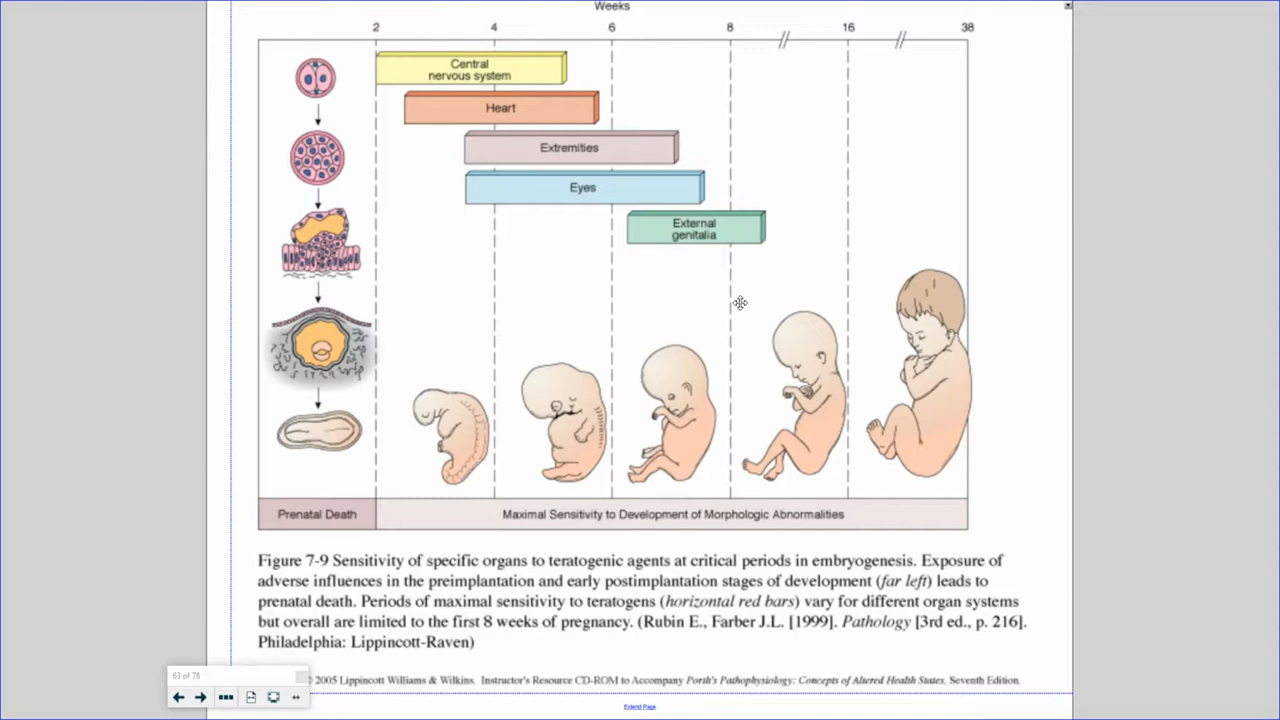 Weeks
2 4 6 8 16 38
Central
nervous system
Heart
Extremities
Eyes
External
genitalia
Prenatal Death
Maximal Sensitivity to Development of Morphologic Abnormalities
Figure 7-9 Sensitivity of specific organs to teratogenic agents at critical periods in embryogenesis. Exposure of
adverse influences in the preimplantation and early postimplantation stages of development (far left) leads to
prenatal death. Periods of maximal sensitivity to teratogens (horizontal red bars) vary for different organ systems
but overall are limited to the first 8 weeks of pregnancy. (Rubin E., Farber J.L. [1999]. Pathology [3rd ed., p. 216].
Philadelphia: Lippincott-Raven)
63 of 78
2005 Lippincott Williams & Wilkins. Instructor's Resource CD-ROM to Accompany Porth's Pathophysiology: Concepts of Altered Health States, Seventh Edition.
Extend Page